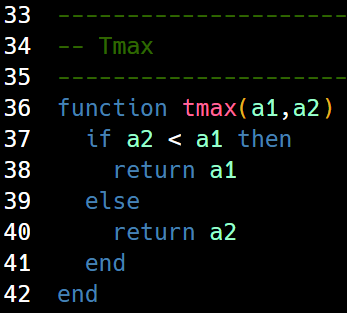 33 ---------------------
34 -- Tmax
35 ---------------------
36 function tmax(a1,a2)
37   if a2 < a1 then
38     return a1
39   else
40     return a2
41   end
42 end